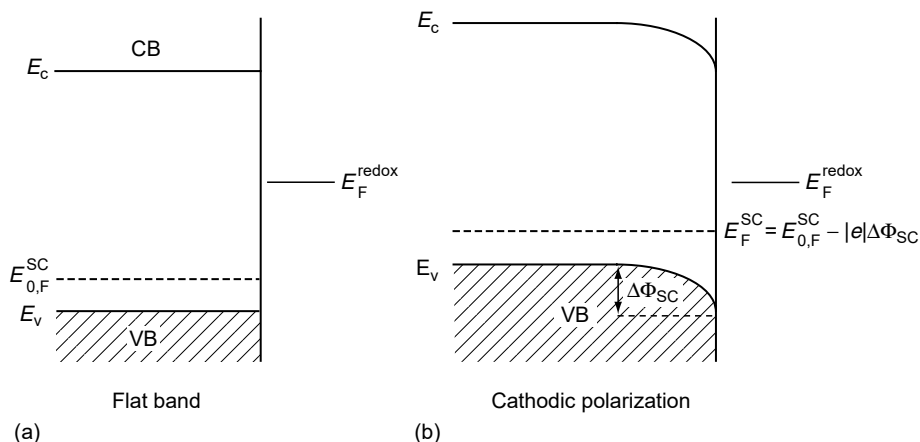 CB
E_c
E_F^redox
E_0,F^SC
E_v
VB
Flat band
(a)
E_c
E_F^redox
E_F^SC = E_0,F^SC − |e|ΔΦ_SC
E_v
ΔΦ_SC
VB
Cathodic polarization
(b)